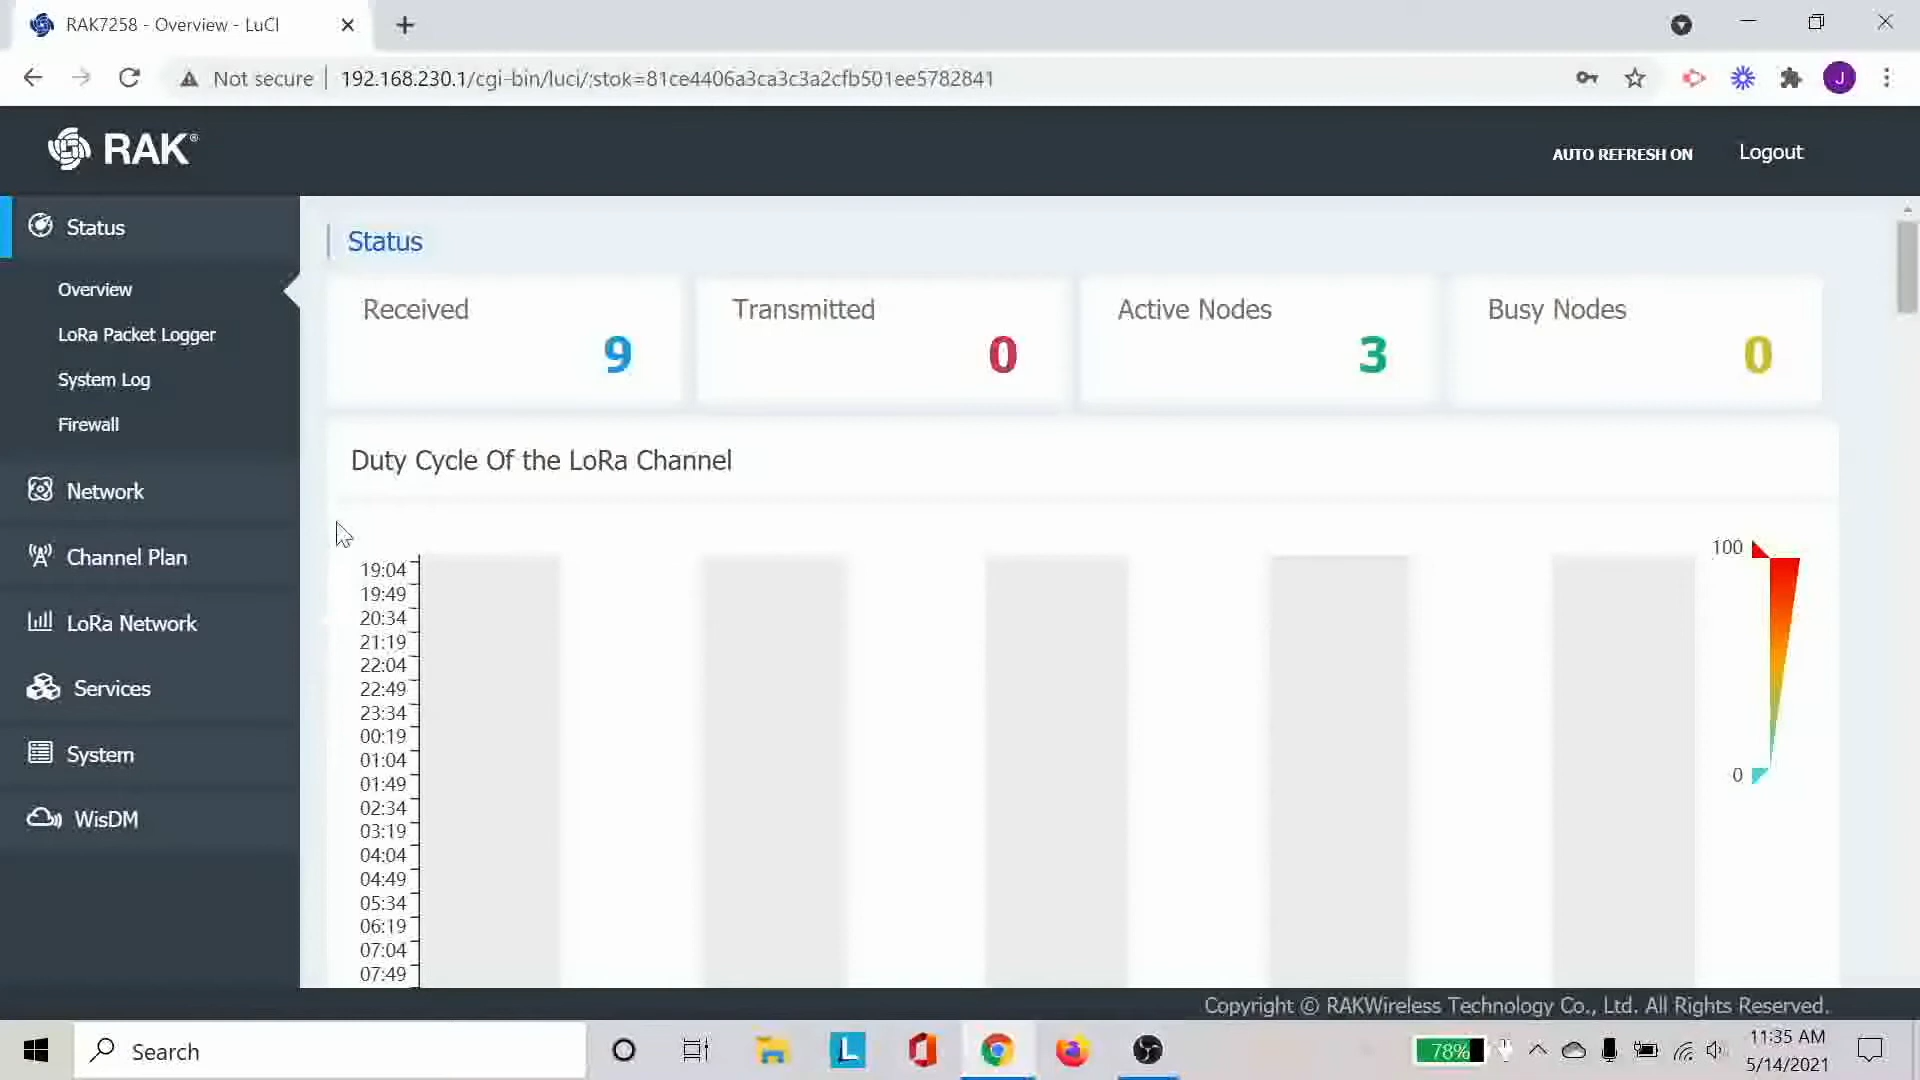 RAK7258 - Overview - LuCI
Not secure
192.168.230.1/cgi-bin/luci/;stok=81ce4406a3ca3c3a2cfb501ee5782841
J
RAK®
AUTO REFRESH ON
Logout
Status
Overview
LoRa Packet Logger
System Log
Firewall
Network
Channel Plan
LoRa Network
Services
System
WisDM
Status
Received
9
Transmitted
0
Active Nodes
3
Busy Nodes
0
Duty Cycle Of the LoRa Channel
19:04
19:49
20:34
21:19
22:04
22:49
23:34
00:19
01:04
01:49
02:34
03:19
04:04
04:49
05:34
06:19
07:04
07:49
100
0
Copyright © RAKWireless Technology Co., Ltd. All Rights Reserved.
Search
L
78%
11:35 AM
5/14/2021